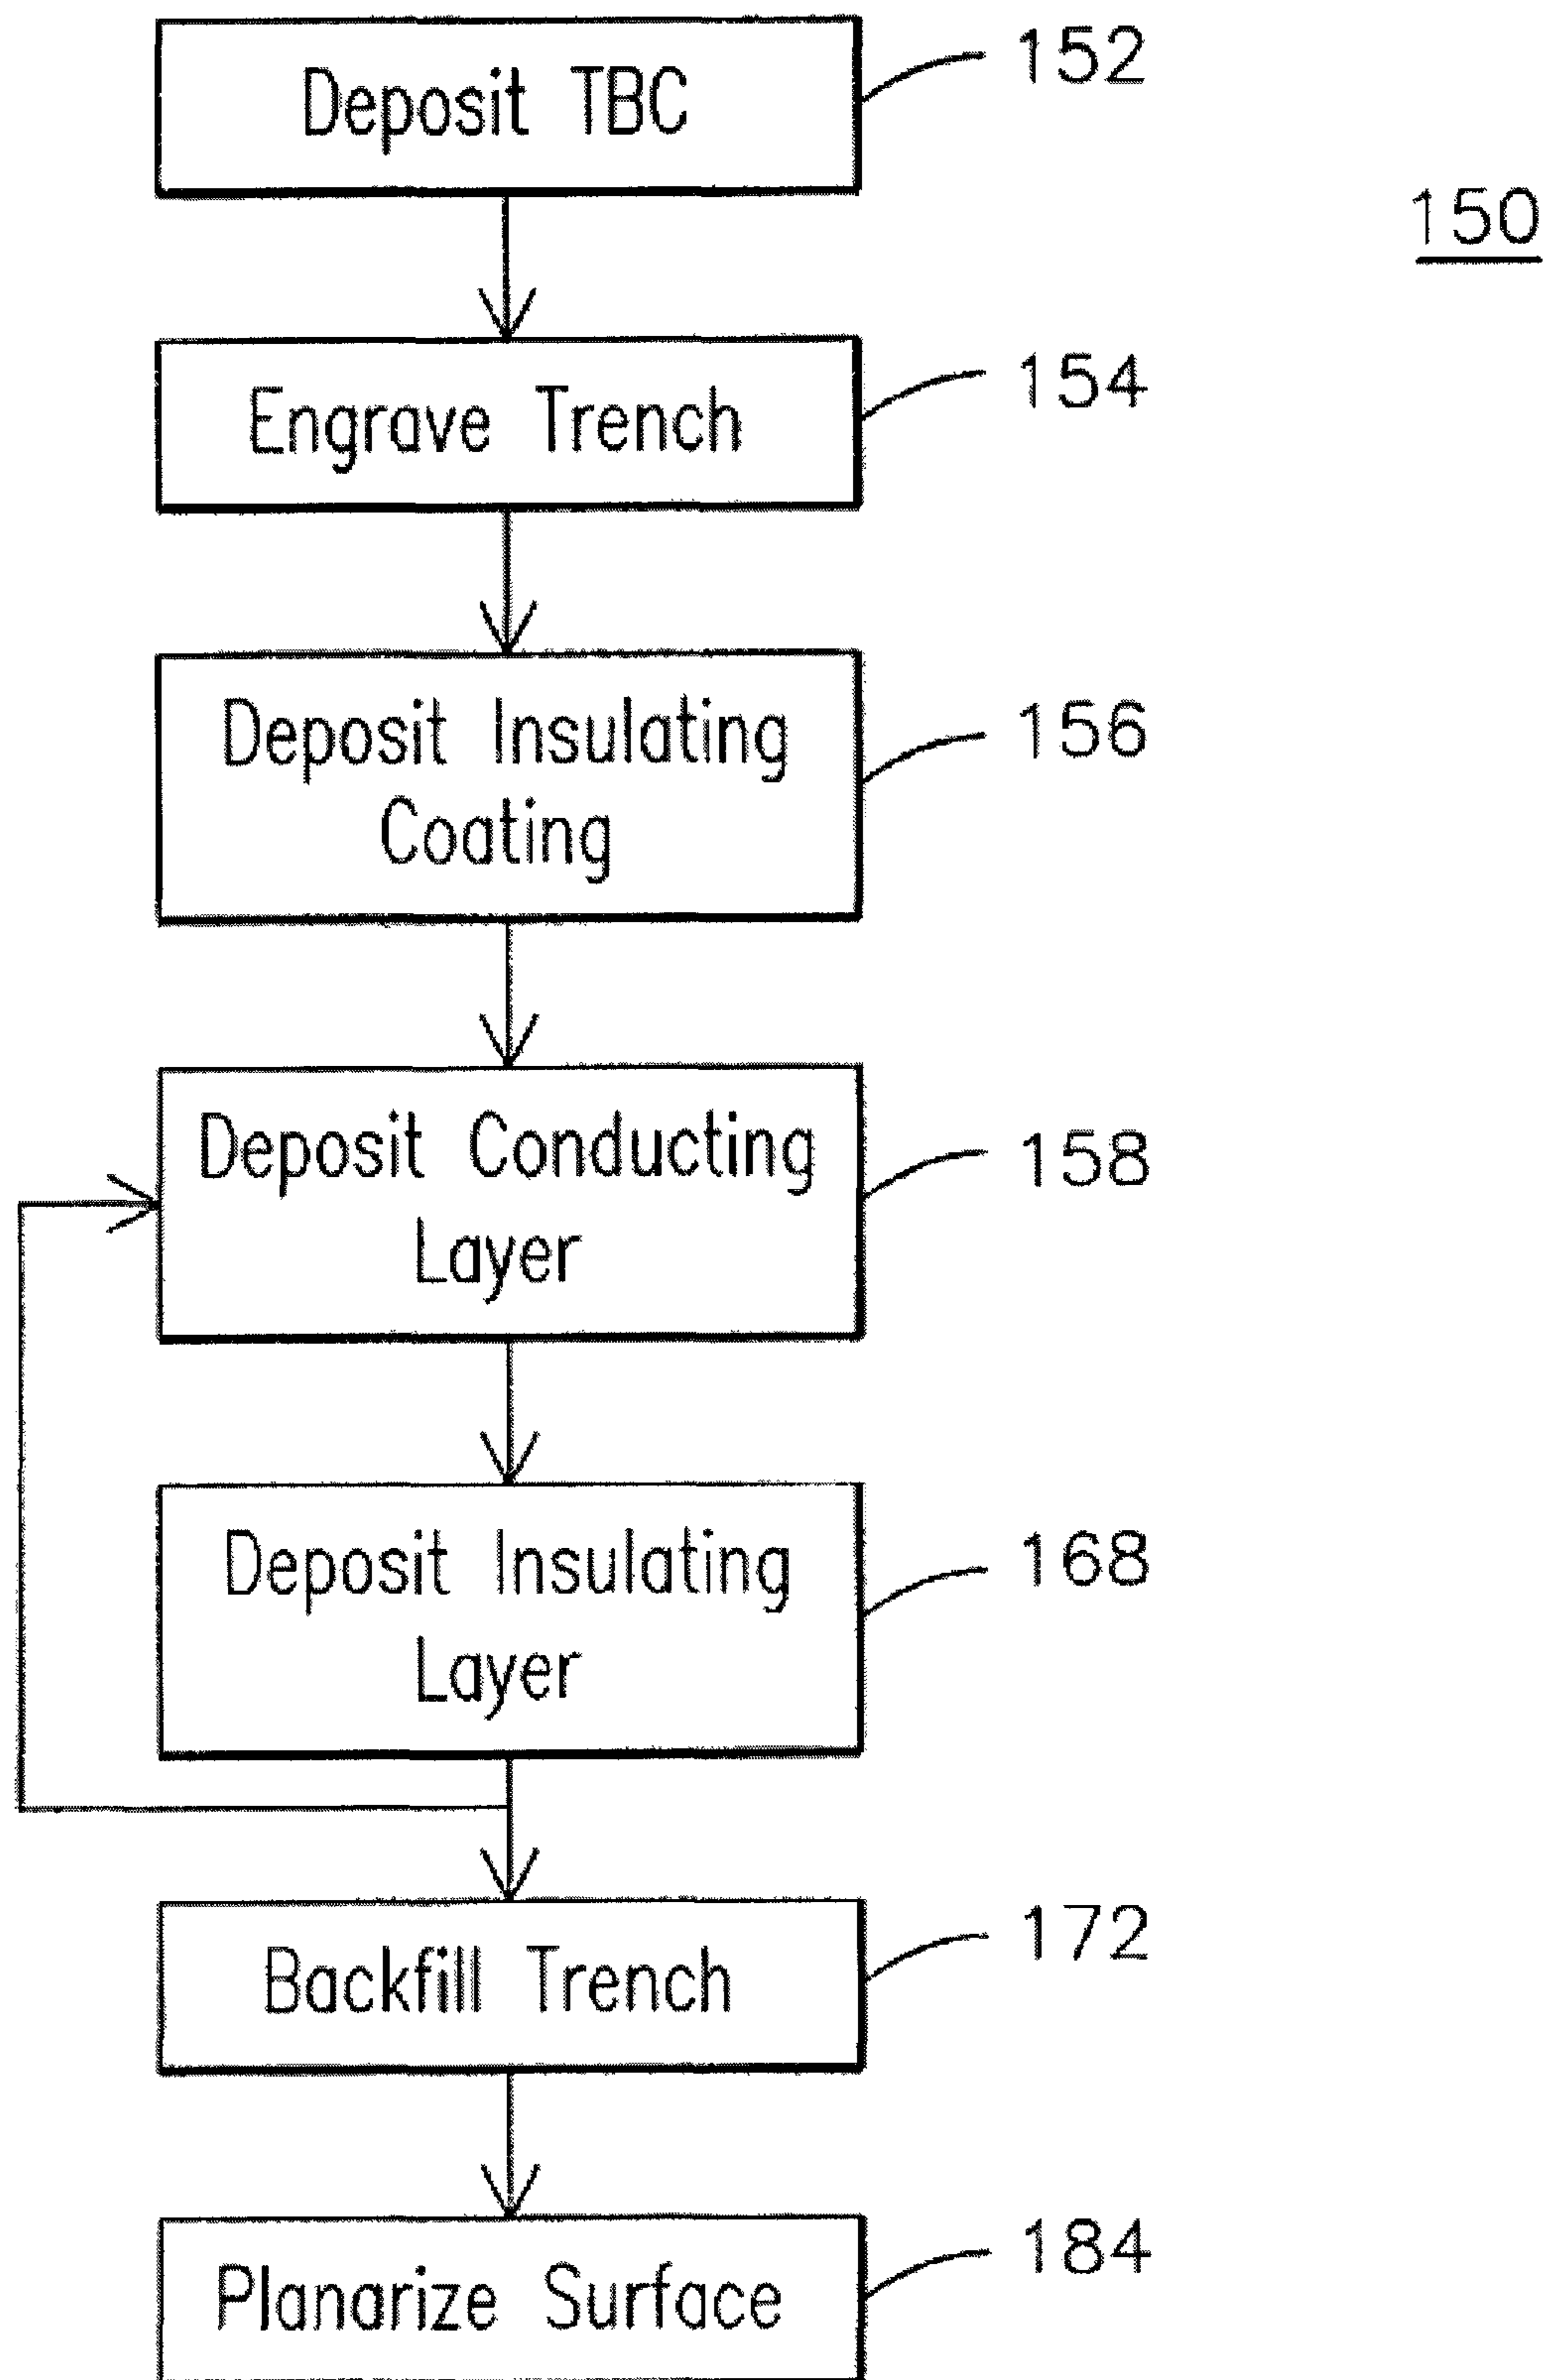 Deposit TBC
152
150
Engrave Trench
154
Deposit Insulating
Coating
156
Deposit Conducting
Layer
158
Deposit Insulating
Layer
168
Backfill Trench
172
Planarize Surface
184